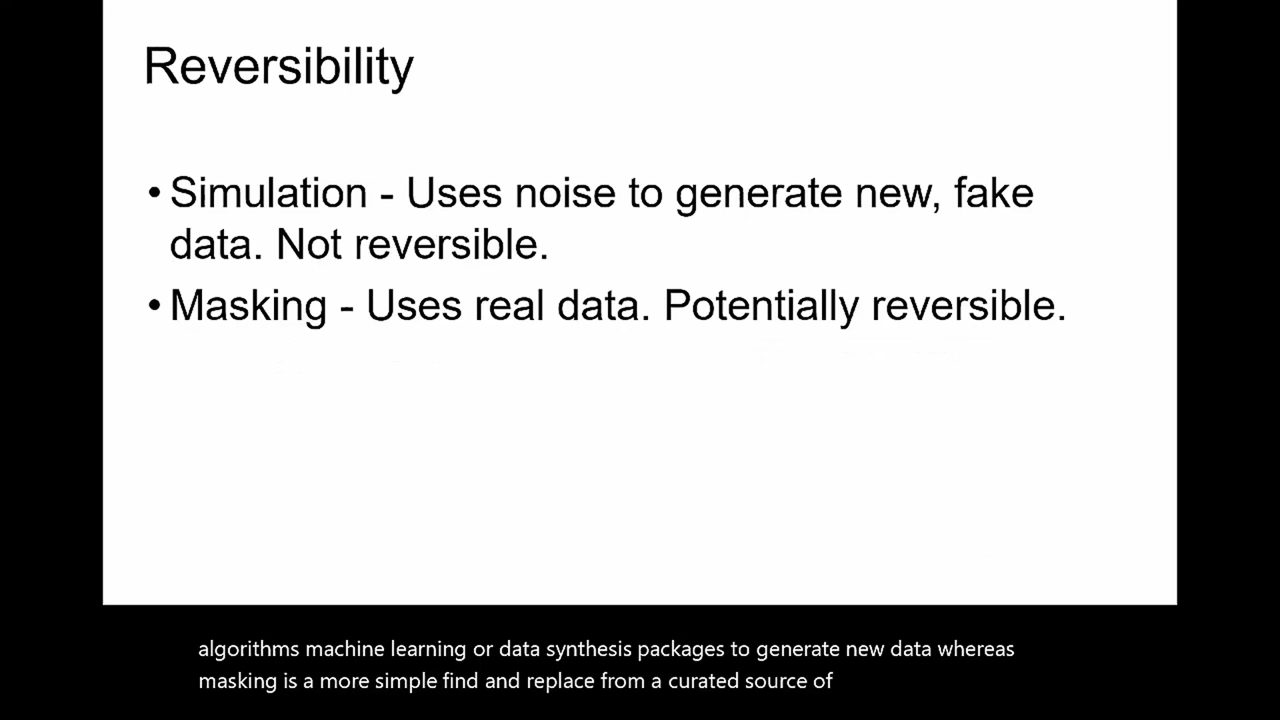 Reversibility
• Simulation - Uses noise to generate new, fake
data. Not reversible.
• Masking - Uses real data. Potentially reversible.
algorithms machine learning or data synthesis packages to generate new data whereas
masking is a more simple find and replace from a curated source of